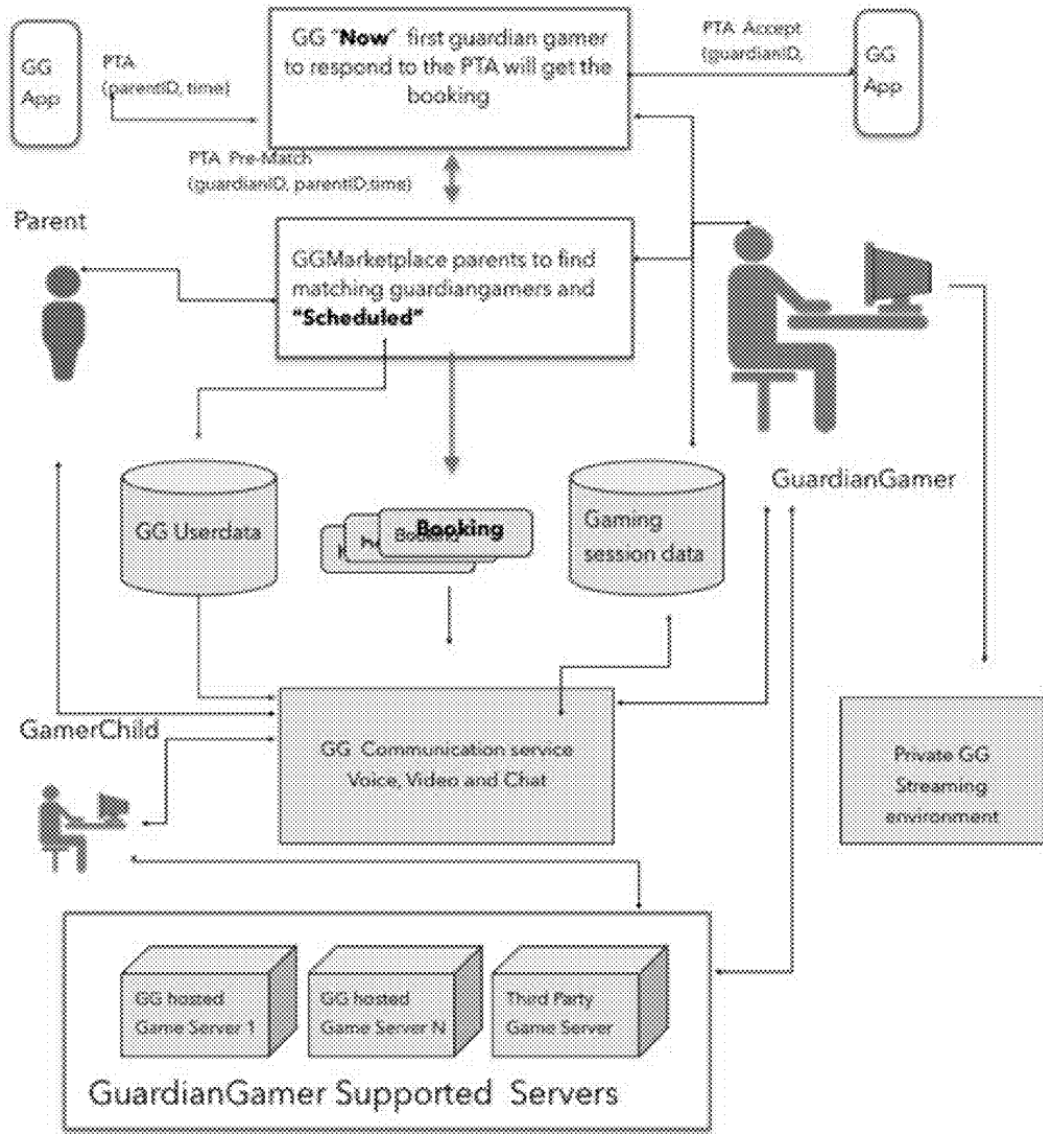 GG
App
PTA
(parentID, time)
GG "Now" first guardian gamer
to respond to the PTA will get the
booking
PTA Accept
(guardianID,
GG
App
PTA Pre-Match
(guardianID, parentID,time)
Parent
GGMarketplace parents to find
matching guardiangamers and
"Scheduled"
GG Userdata
Booking
Booking
Gaming
session data
GuardianGamer
GamerChild
GG Communication service
Voice, Video and Chat
Private GG
Streaming
environment
GG hosted
Game Server 1
GG hosted
Game Server N
Third Party
Game Server
GuardianGamer Supported Servers